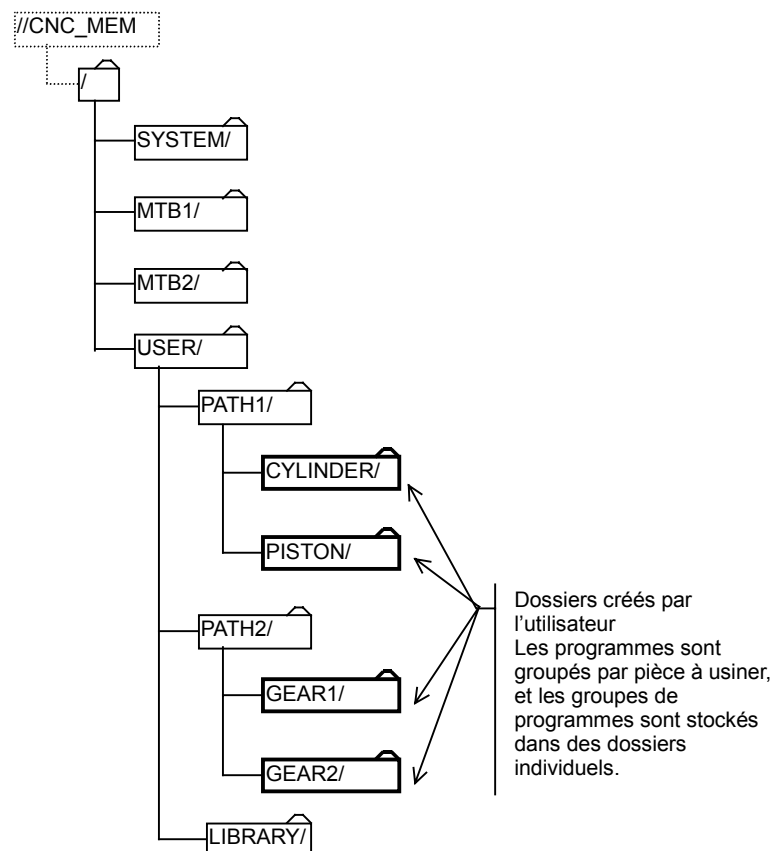 //CNC_MEM
/
SYSTEM/
MTB1/
MTB2/
USER/
PATH1/
CYLINDER/
PISTON/
PATH2/
GEAR1/
GEAR2/
LIBRARY/
Dossiers créés par
l’utilisateur
Les programmes sont
groupés par pièce à usiner,
et les groupes de
programmes sont stockés
dans des dossiers
individuels.